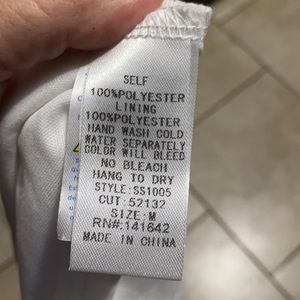 SELF
100%POLYESTER
LINING
100%POLYESTER
HAND WASH COLD
WATER SEPARATELY
COLOR WILL BLEED
NO BLEACH
HANG TO DRY
STYLE:SS1005
CUT: 52132
SIZE: M
RN#:141642
MADE IN CHINA